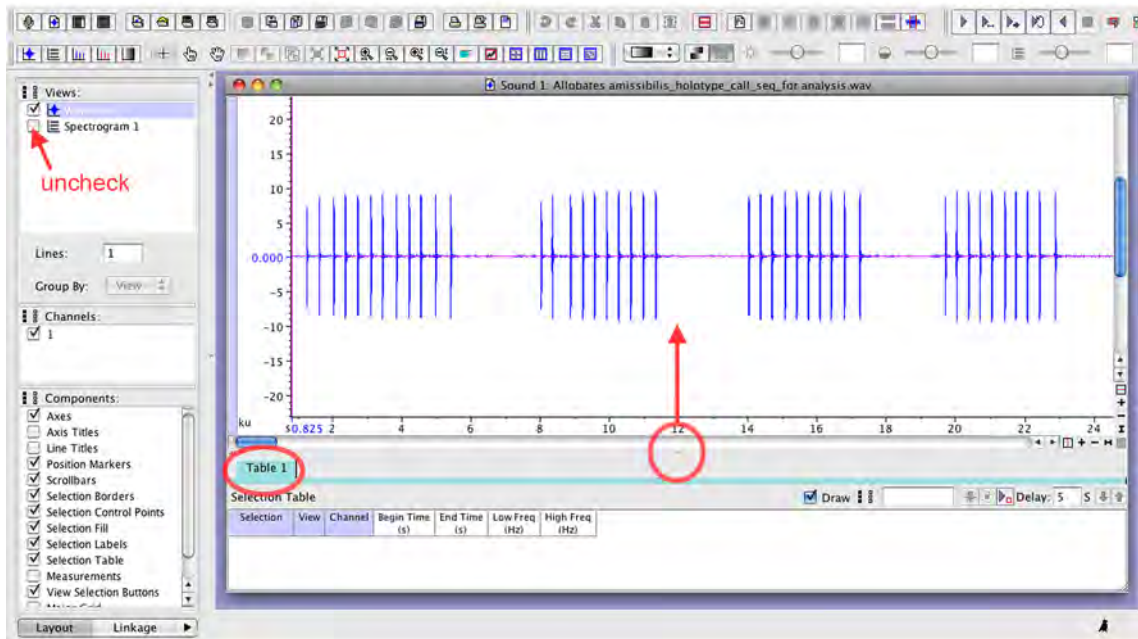 Sound 1: Allobates amissibilis_holotype_call_seq_for analysis.wav
Views:
Spectrogram 1
uncheck
Lines: 1
Group By: View
Channels:
1
Components:
Axes
Axis Titles
Line Titles
Position Markers
Scrollbars
Selection Borders
Selection Control Points
Selection Fill
Selection Labels
Selection Table
Measurements
View Selection Buttons
Layout Linkage
20
15
10
5
0.000
-5
-10
-15
-20
ku
s 0.825 2 4 6 8 10 12 14 16 18 20 22 24
Table 1
Selection Table Draw Delay: 5 S
Selection View Channel Begin Time (s) End Time (s) Low Freq (Hz) High Freq (Hz)